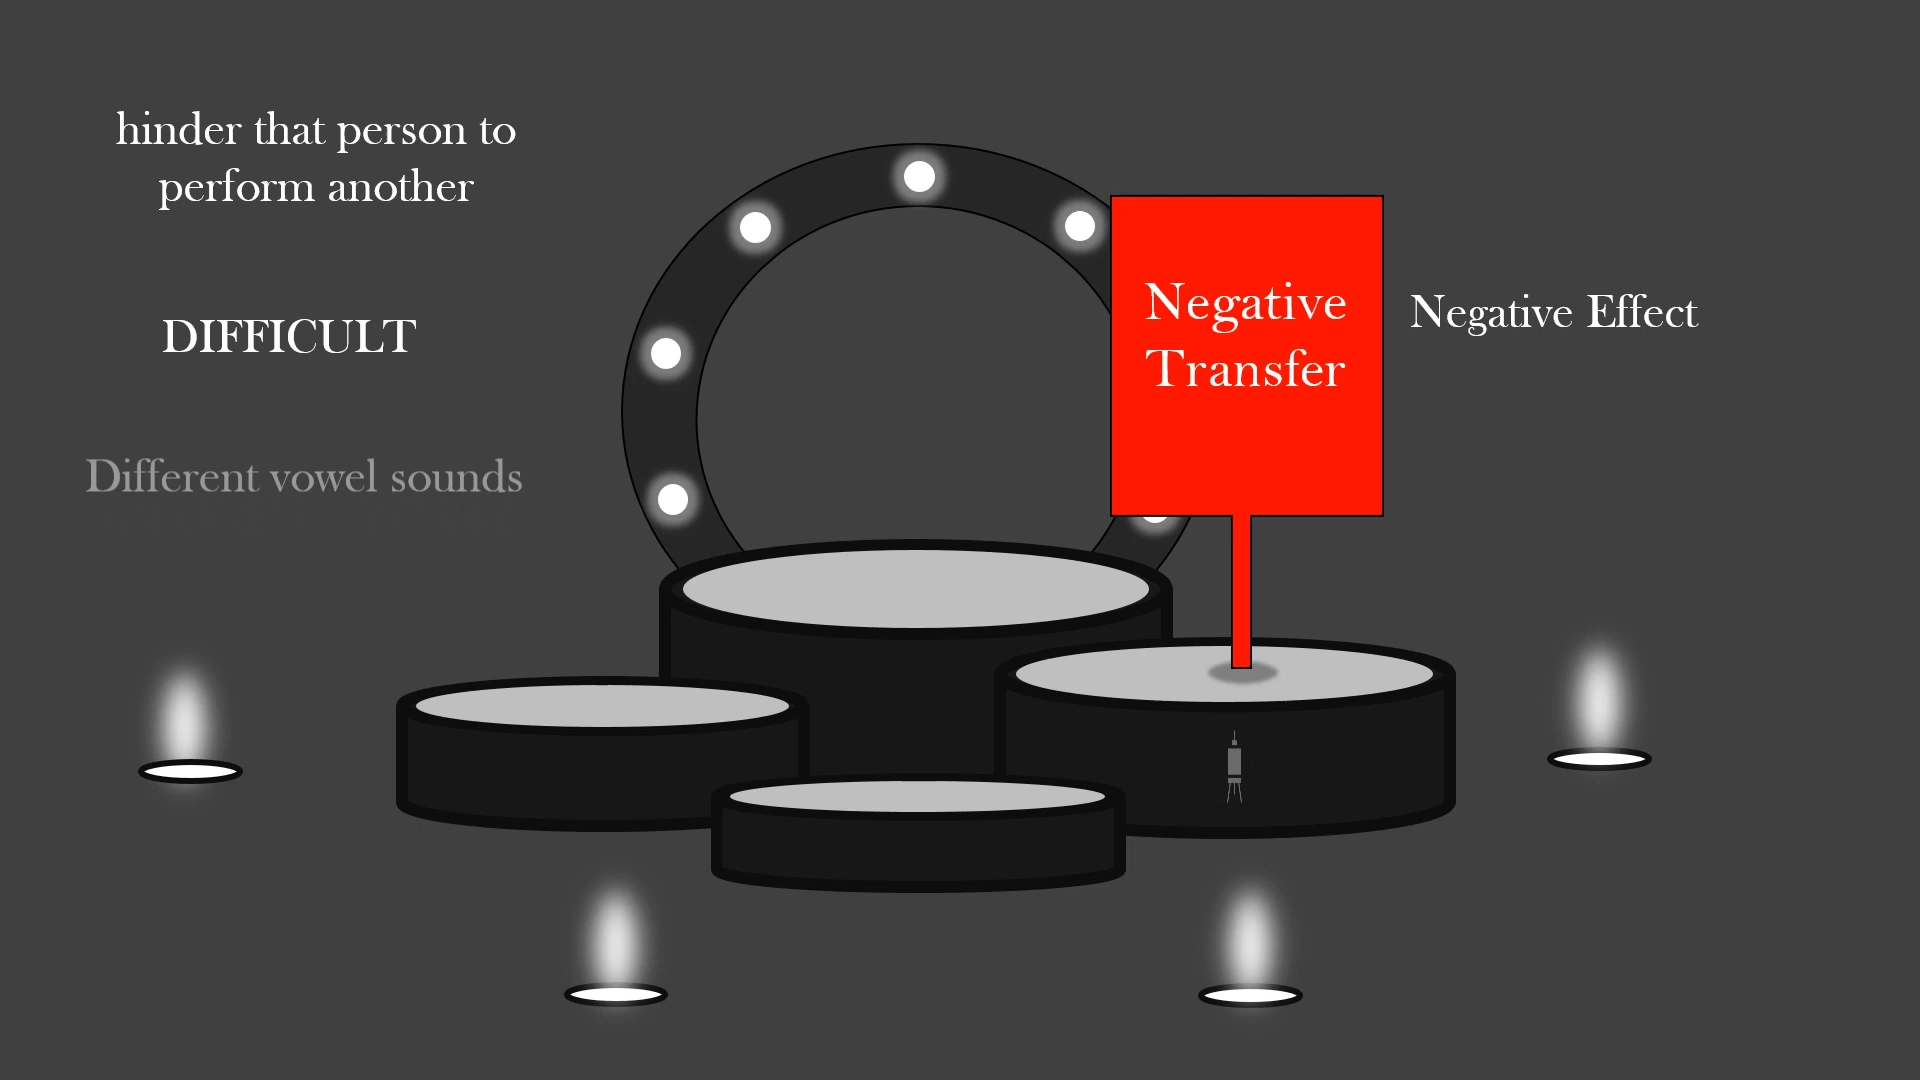 hinder that person to
perform another
DIFFICULT
Different vowel sounds
Negative
Transfer
Negative Effect